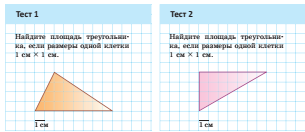 Тест 1
Найдите площадь треугольни-
ка, если размеры одной клетки
1 см × 1 см.
1 см
Тест 2
Найдите площадь треугольни-
ка, если размеры одной клетки
1 см × 1 см.
1 см